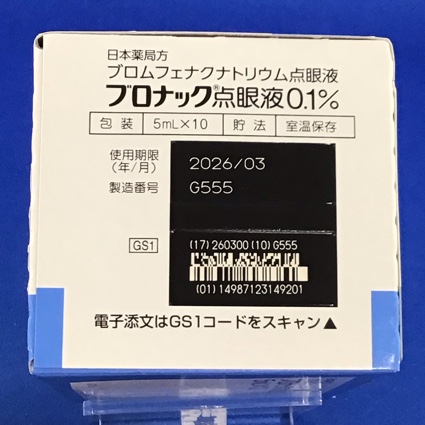 日本薬局方
ブロムフェナクナトリウム点眼液
ブロナック®点眼液0.1%
包装 5mL×10 貯法 室温保存
使用期限 2026/03
(年/月)
製造番号 G555
GS1 (17)260300(10)G555
(01)14987123149201
電子添文はGS1コードをスキャン▲